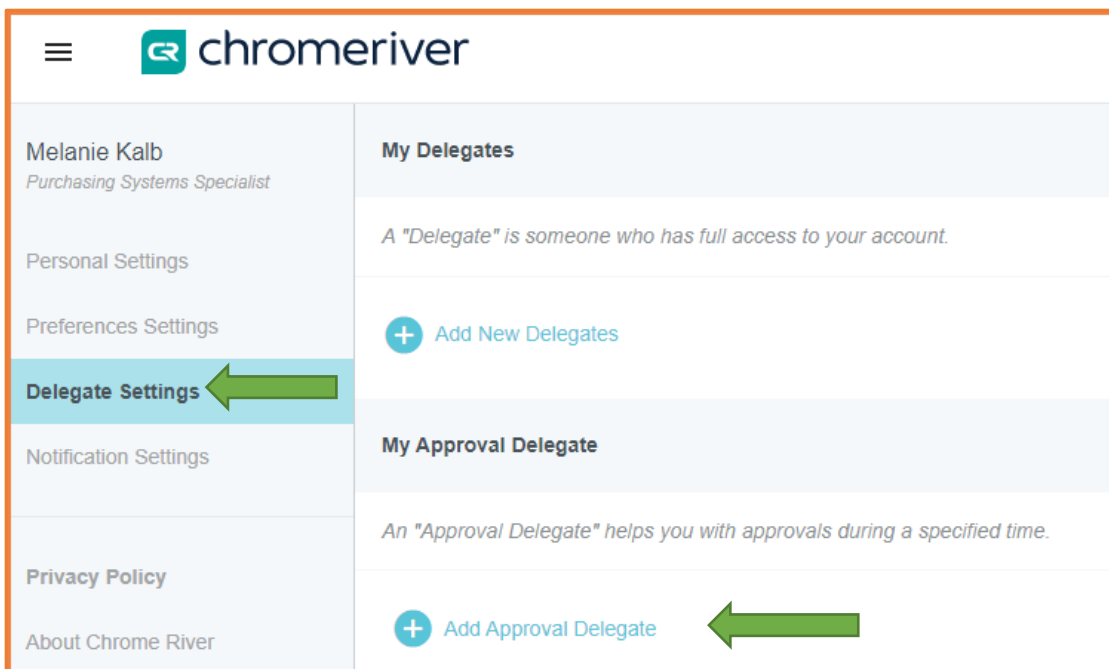 CR chromeriver
Melanie Kalb
Purchasing Systems Specialist
Personal Settings
Preferences Settings
Delegate Settings
Notification Settings
Privacy Policy
About Chrome River
My Delegates
A "Delegate" is someone who has full access to your account.
Add New Delegates
My Approval Delegate
An "Approval Delegate" helps you with approvals during a specified time.
Add Approval Delegate